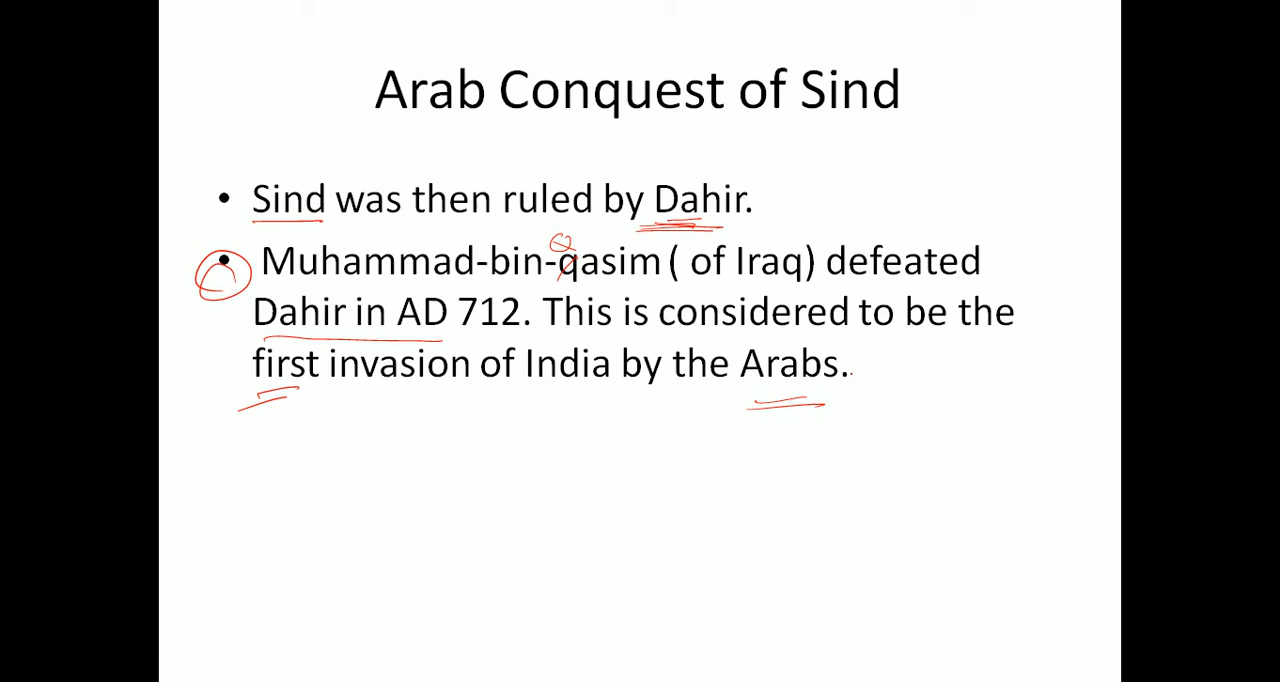 Arab Conquest of Sind
• Sind was then ruled by Dahir.
Q
• Muhammad-bin-qasim ( of Iraq) defeated
Dahir in AD 712. This is considered to be the
first invasion of India by the Arabs.